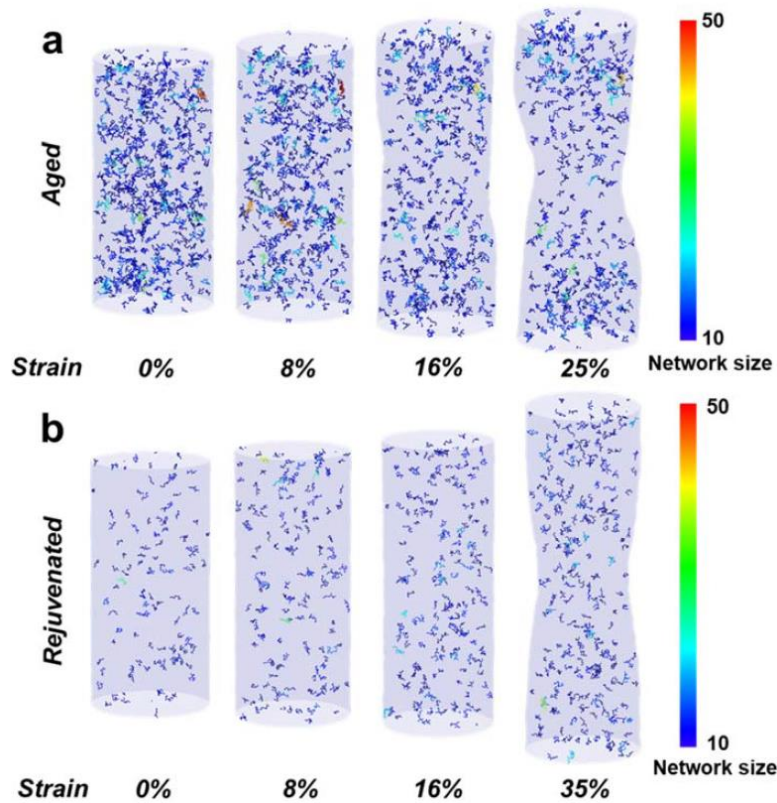 a
50
Aged
10
Strain 0% 8% 16% 25% Network size
b
50
Rejuvenated
10
Network size
Strain 0% 8% 16% 35%